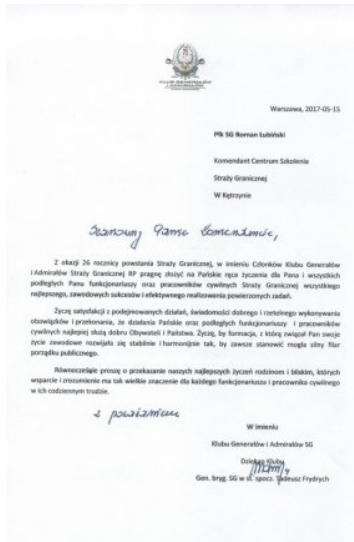 KLUB GENERAŁÓW
I ADMIRAŁÓW
Warszawa, 2017-05-15
Płk SG Roman Łubiński
Komendant Centrum Szkolenia
Straży Granicznej
W Kętrzynie
Szanowny Panie Komendancie,
Z okazji 26 rocznicy powstania Straży Granicznej, w imieniu Członków Klubu Generałów
i Admirałów Straży Granicznej RP pragnę złożyć na Pańskie ręce życzenia dla Pana i wszystkich
podległych Panu funkcjonariuszy oraz pracowników cywilnych Straży Granicznej wszystkiego
najlepszego, zawodowych sukcesów i efektywnego realizowania powierzonych zadań.
Życzę satysfakcji z podejmowanych działań, świadomości dobrego i rzetelnego wykonywania
obowiązków i przekonania, że działania Pańskie oraz podległych funkcjonariuszy i pracowników
cywilnych najlepiej służą dobru Obywateli i Państwa. Życzę, by formacja, z którą związał Pan swoje
życie zawodowe rozwijała się stabilnie i harmonijnie tak, by zawsze stanowić mogła silny filar
porządku publicznego.
Równocześnie proszę o przekazanie naszych najlepszych życzeń rodzinom i bliskim, których
wsparcie i zrozumienie ma tak wielkie znaczenie dla każdego funkcjonariusza i pracownika cywilnego
w ich codziennym trudzie.
z poważaniem
W imieniu
Klubu Generałów i Admirałów SG
Dziekan Klubu
Gen. bryg. SG w st. spocz. Tadeusz Frydrych